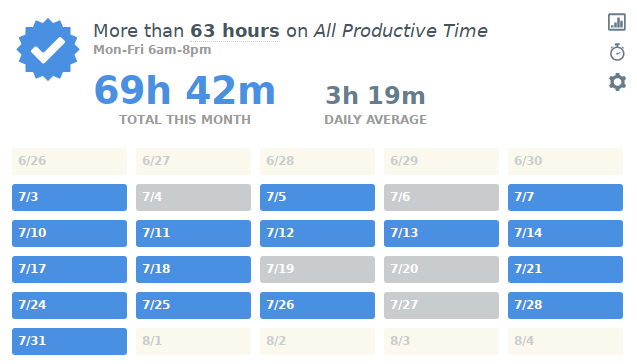 More than 63 hours on All Productive Time
Mon-Fri 6am-8pm
69h 42m 3h 19m
TOTAL THIS MONTH DAILY AVERAGE
6/26 6/27 6/28 6/29 6/30
7/3 7/4 7/5 7/6 7/7
7/10 7/11 7/12 7/13 7/14
7/17 7/18 7/19 7/20 7/21
7/24 7/25 7/26 7/27 7/28
7/31 8/1 8/2 8/3 8/4